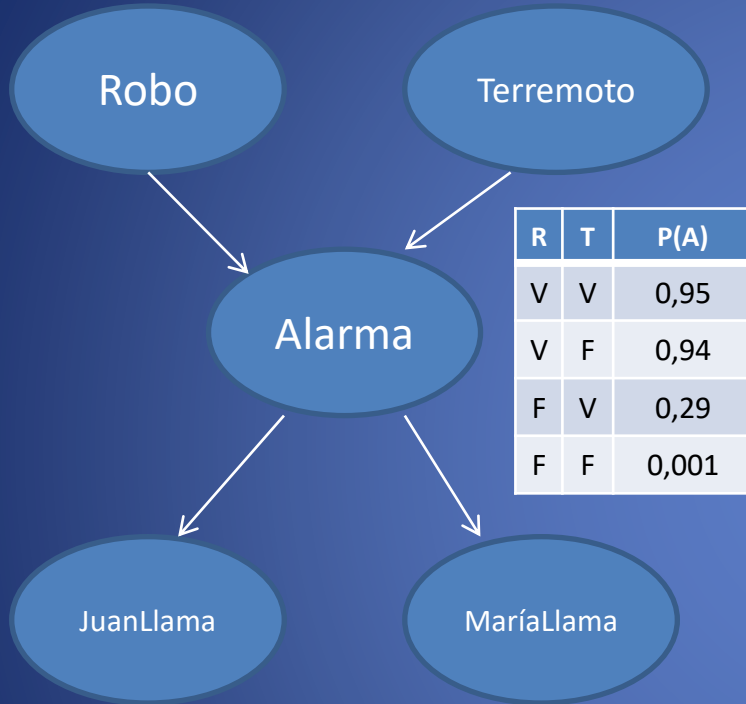 Robo
Terremoto
Alarma
R T P(A)
V V 0,95
V F 0,94
F V 0,29
F F 0,001
JuanLlama
MaríaLlama